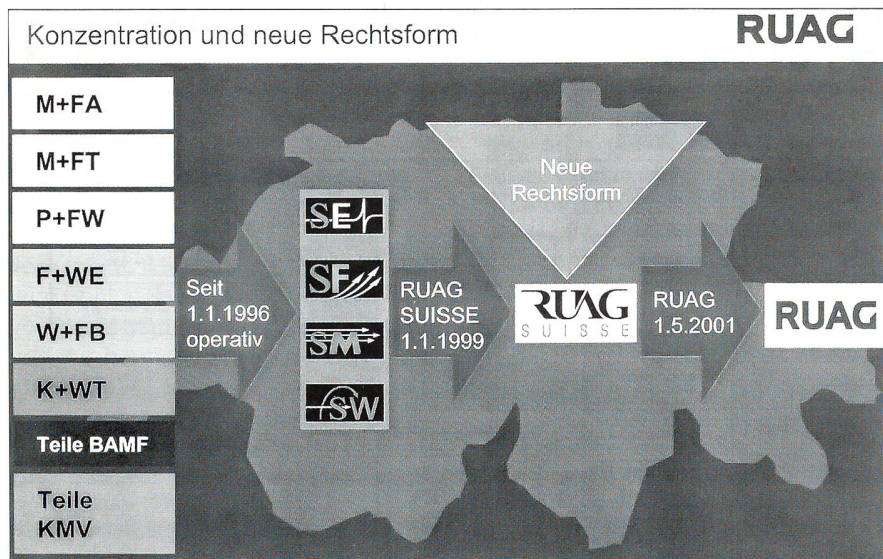 Konzentration und neue Rechtsform
RUAG
M+FA
M+FT
P+FW
F+WE
W+FB
K+WT
Teile BAMF
Teile
KMV
Seit
1.1.1996
operativ
SE
SF
SM
SW
RUAG
SUISSE
1.1.1999
Neue
Rechtsform
RUAG
SUISSE
RUAG
1.5.2001
RUAG